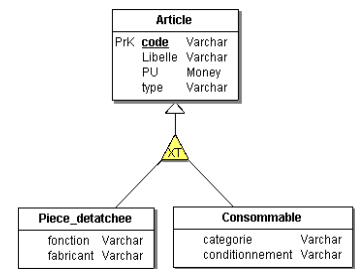 Article
PrK code Varchar
Libelle Varchar
PU Money
type Varchar
XT
Piece_detatchee
fonction Varchar
fabricant Varchar
Consommable
categorie Varchar
conditionnement Varchar